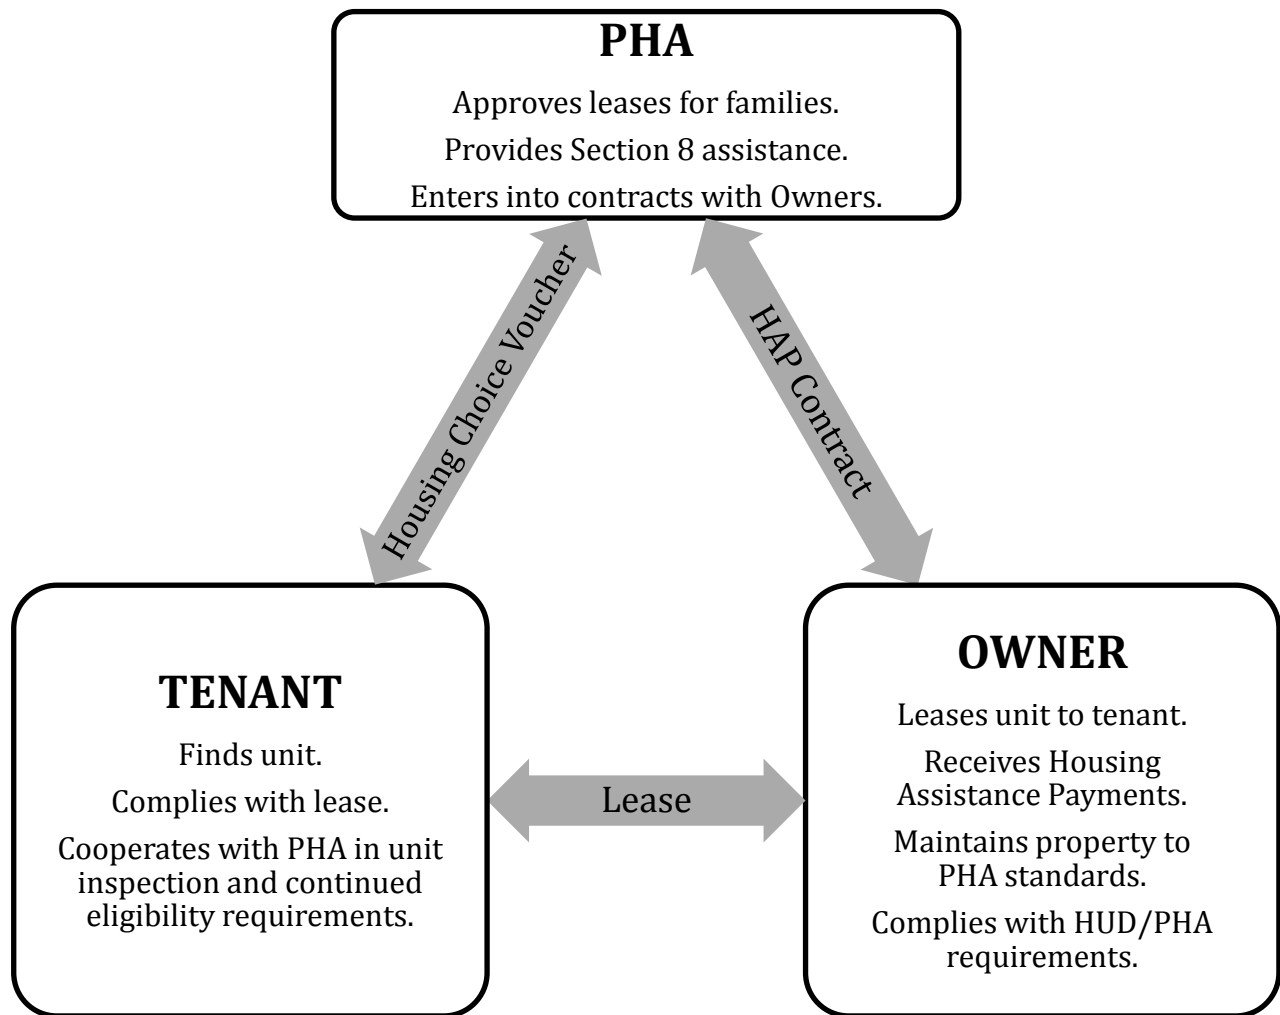 PHA
Approves leases for families.
Provides Section 8 assistance.
Enters into contracts with Owners.
Housing Choice Voucher
HAP Contract
TENANT
Finds unit.
Complies with lease.
Cooperates with PHA in unit
inspection and continued
eligibility requirements.
Lease
OWNER
Leases unit to tenant.
Receives Housing
Assistance Payments.
Maintains property to
PHA standards.
Complies with HUD/PHA
requirements.